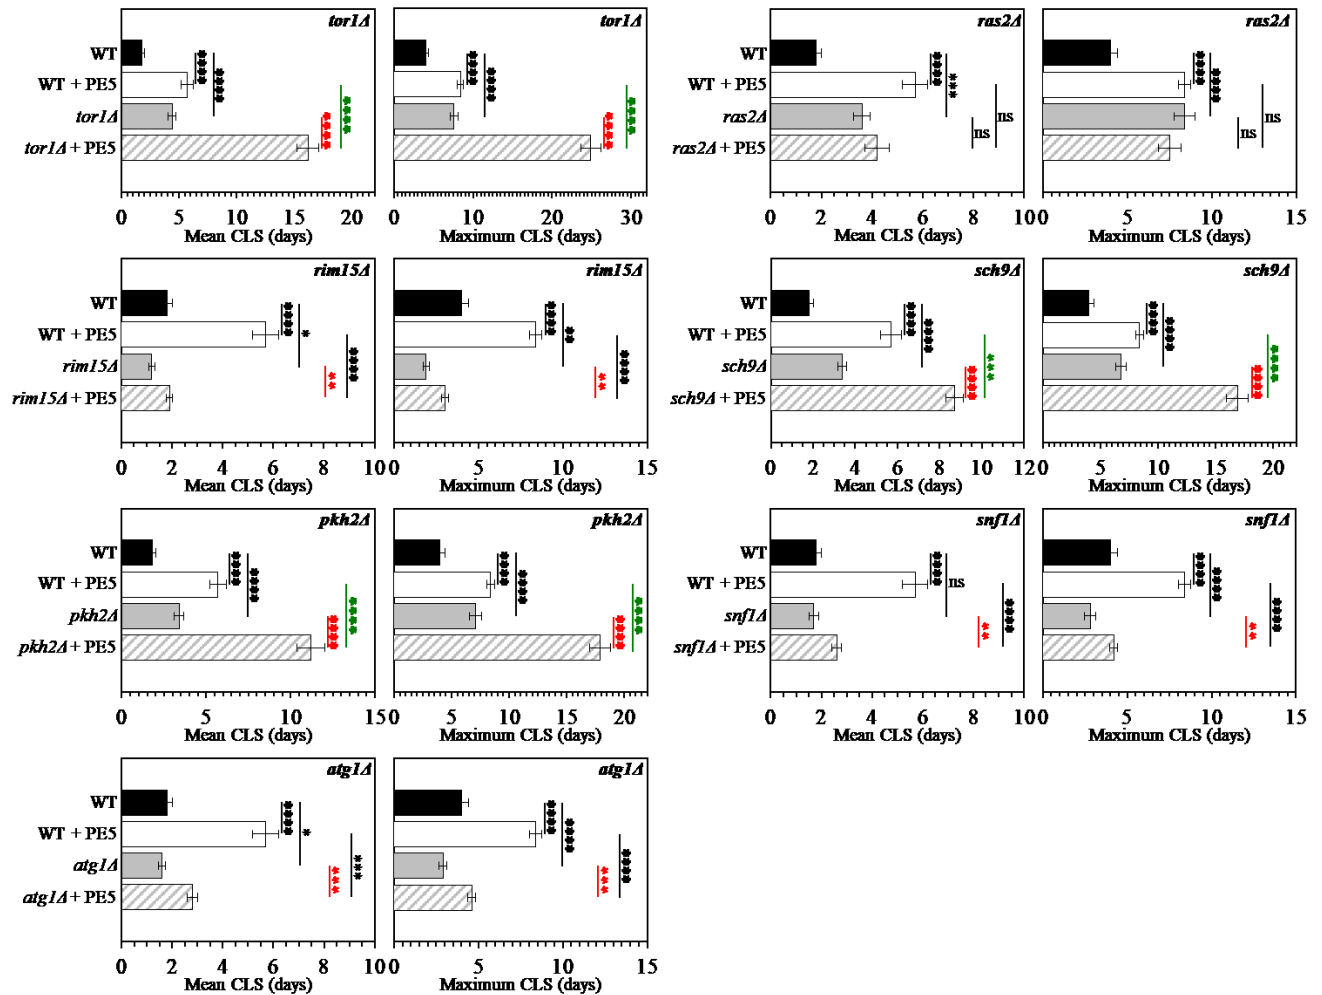 tor1Δ
WT
WT + PE5
tor1Δ
tor1Δ + PE5
****
****
****
****
0 5 10 15 20
Mean CLS (days)
tor1Δ
****
****
****
****
0 10 20 30
Maximum CLS (days)
ras2Δ
WT
WT + PE5
ras2Δ
ras2Δ + PE5
****
***
ns
ns
0 2 4 6 8 10
Mean CLS (days)
ras2Δ
****
****
ns
ns
5 10 15
Maximum CLS (days)
rim15Δ
WT
WT + PE5
rim15Δ
rim15Δ + PE5
****
*
**
****
0 2 4 6 8 10
Mean CLS (days)
rim15Δ
****
**
**
****
5 10 15
Maximum CLS (days)
sch9Δ
WT
WT + PE5
sch9Δ
sch9Δ + PE5
****
****
****
***
0 2 4 6 8 10 12
Mean CLS (days)
sch9Δ
****
****
****
****
0 5 10 15 20
Maximum CLS (days)
pkh2Δ
WT
WT + PE5
pkh2Δ
pkh2Δ + PE5
****
****
****
****
0 5 10 15
Mean CLS (days)
pkh2Δ
****
****
****
****
0 5 10 15 20
Maximum CLS (days)
snf1Δ
WT
WT + PE5
snf1Δ
snf1Δ + PE5
****
ns
**
****
0 2 4 6 8 10
Mean CLS (days)
snf1Δ
****
****
**
****
5 10 15
Maximum CLS (days)
atg1Δ
WT
WT + PE5
atg1Δ
atg1Δ + PE5
****
*
***
***
0 2 4 6 8 10
Mean CLS (days)
atg1Δ
****
****
***
****
5 10 15
Maximum CLS (days)